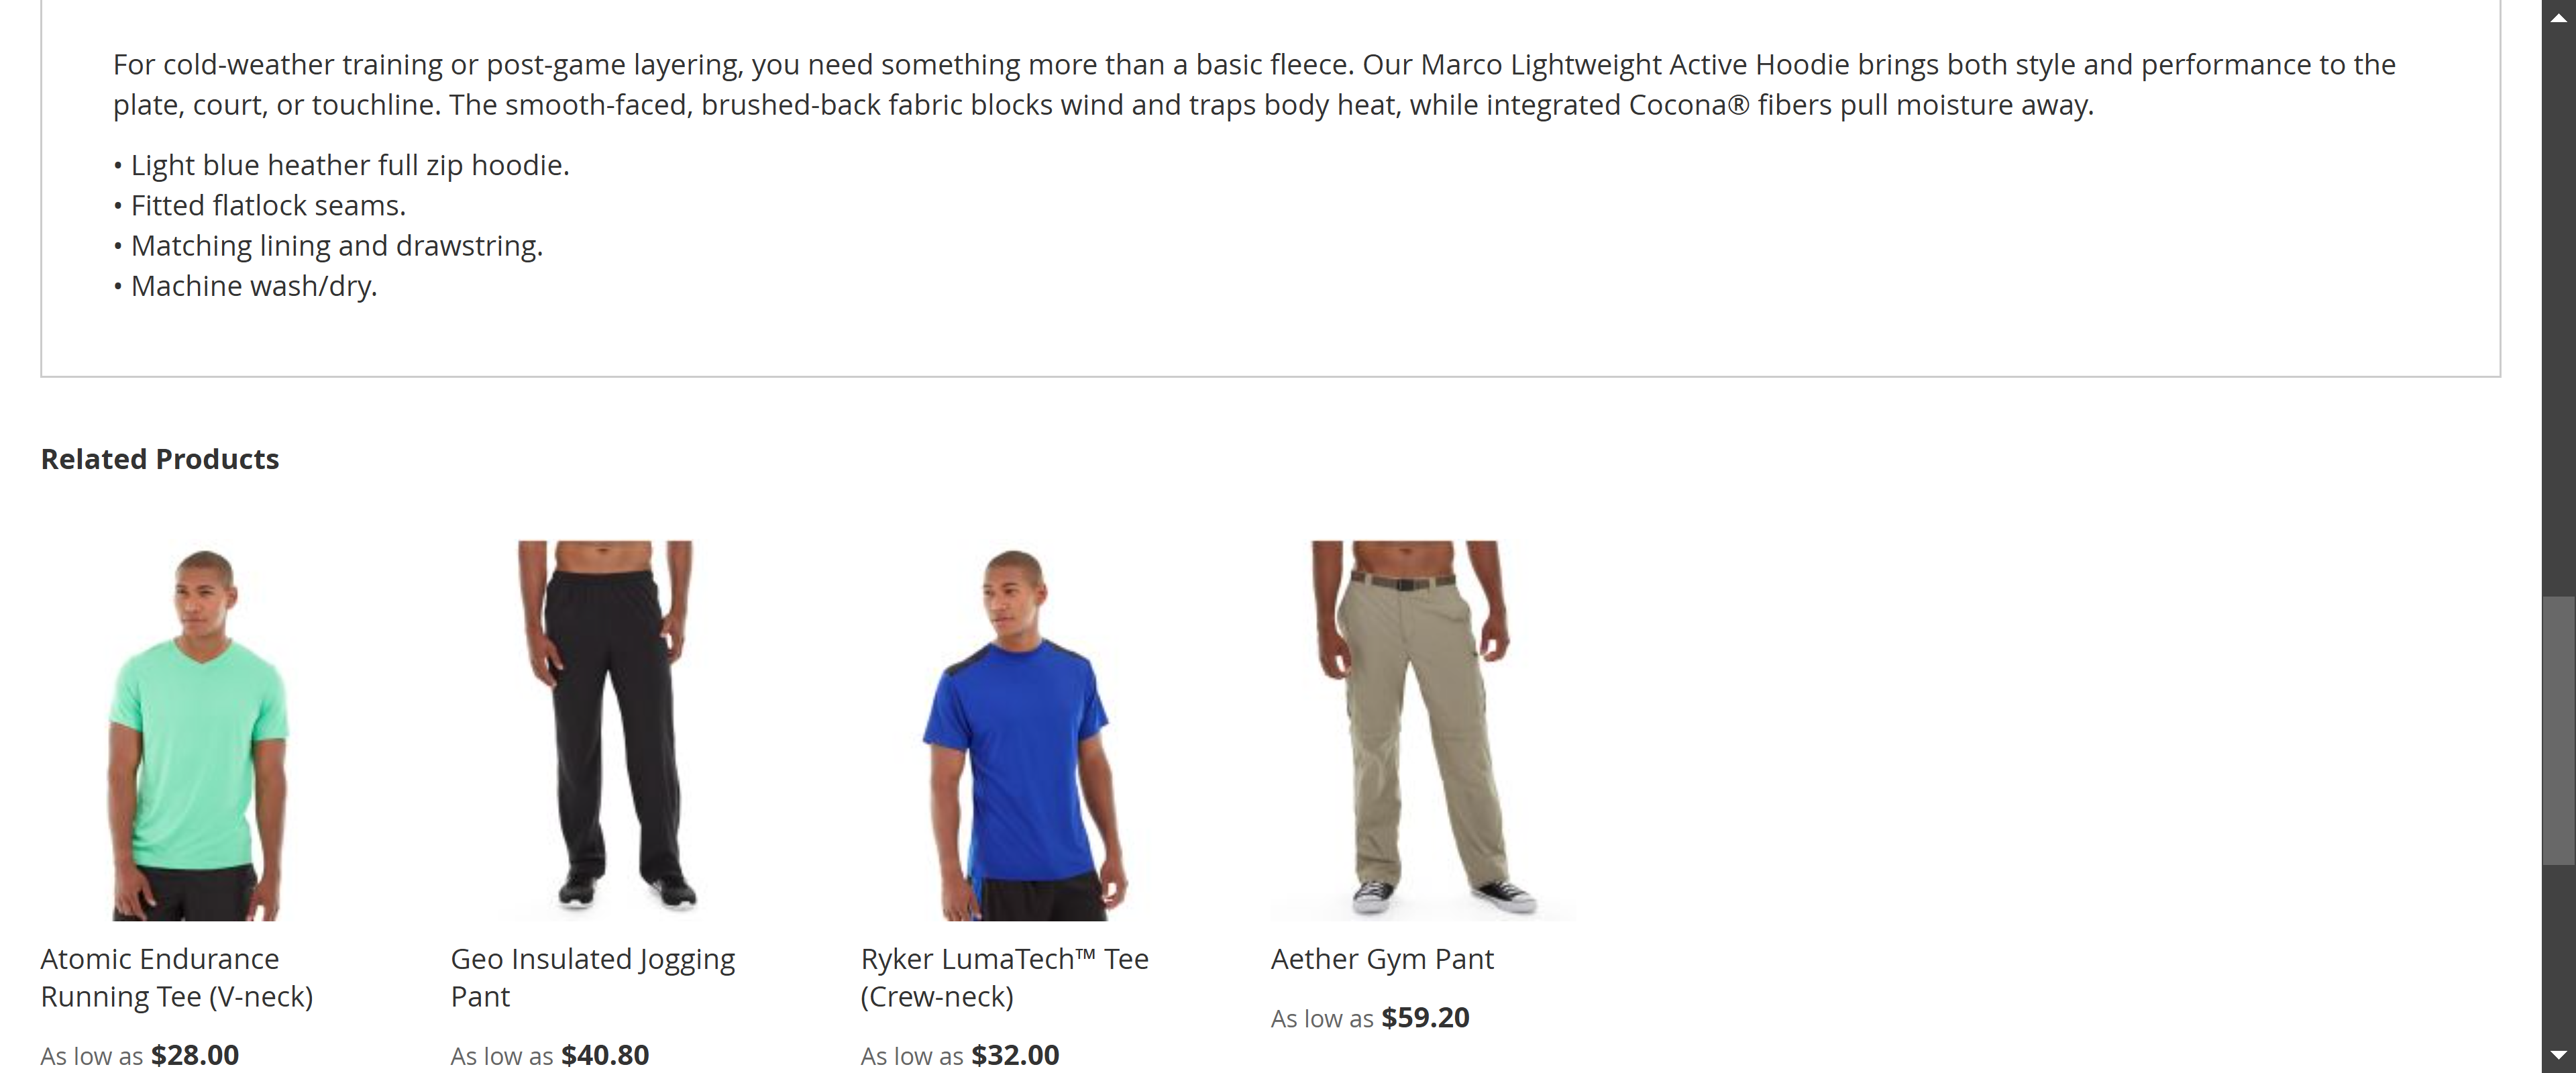 For cold-weather training or post-game layering, you need something more than a basic fleece. Our Marco Lightweight Active Hoodie brings both style and performance to the
plate, court, or touchline. The smooth-faced, brushed-back fabric blocks wind and traps body heat, while integrated Cocona® fibers pull moisture away.
• Light blue heather full zip hoodie.
• Fitted flatlock seams.
• Matching lining and drawstring.
• Machine wash/dry.
Related Products
Atomic Endurance
Running Tee (V-neck)
As low as $28.00
Geo Insulated Jogging
Pant
As low as $40.80
Ryker LumaTech™ Tee
(Crew-neck)
As low as $32.00
Aether Gym Pant
As low as $59.20